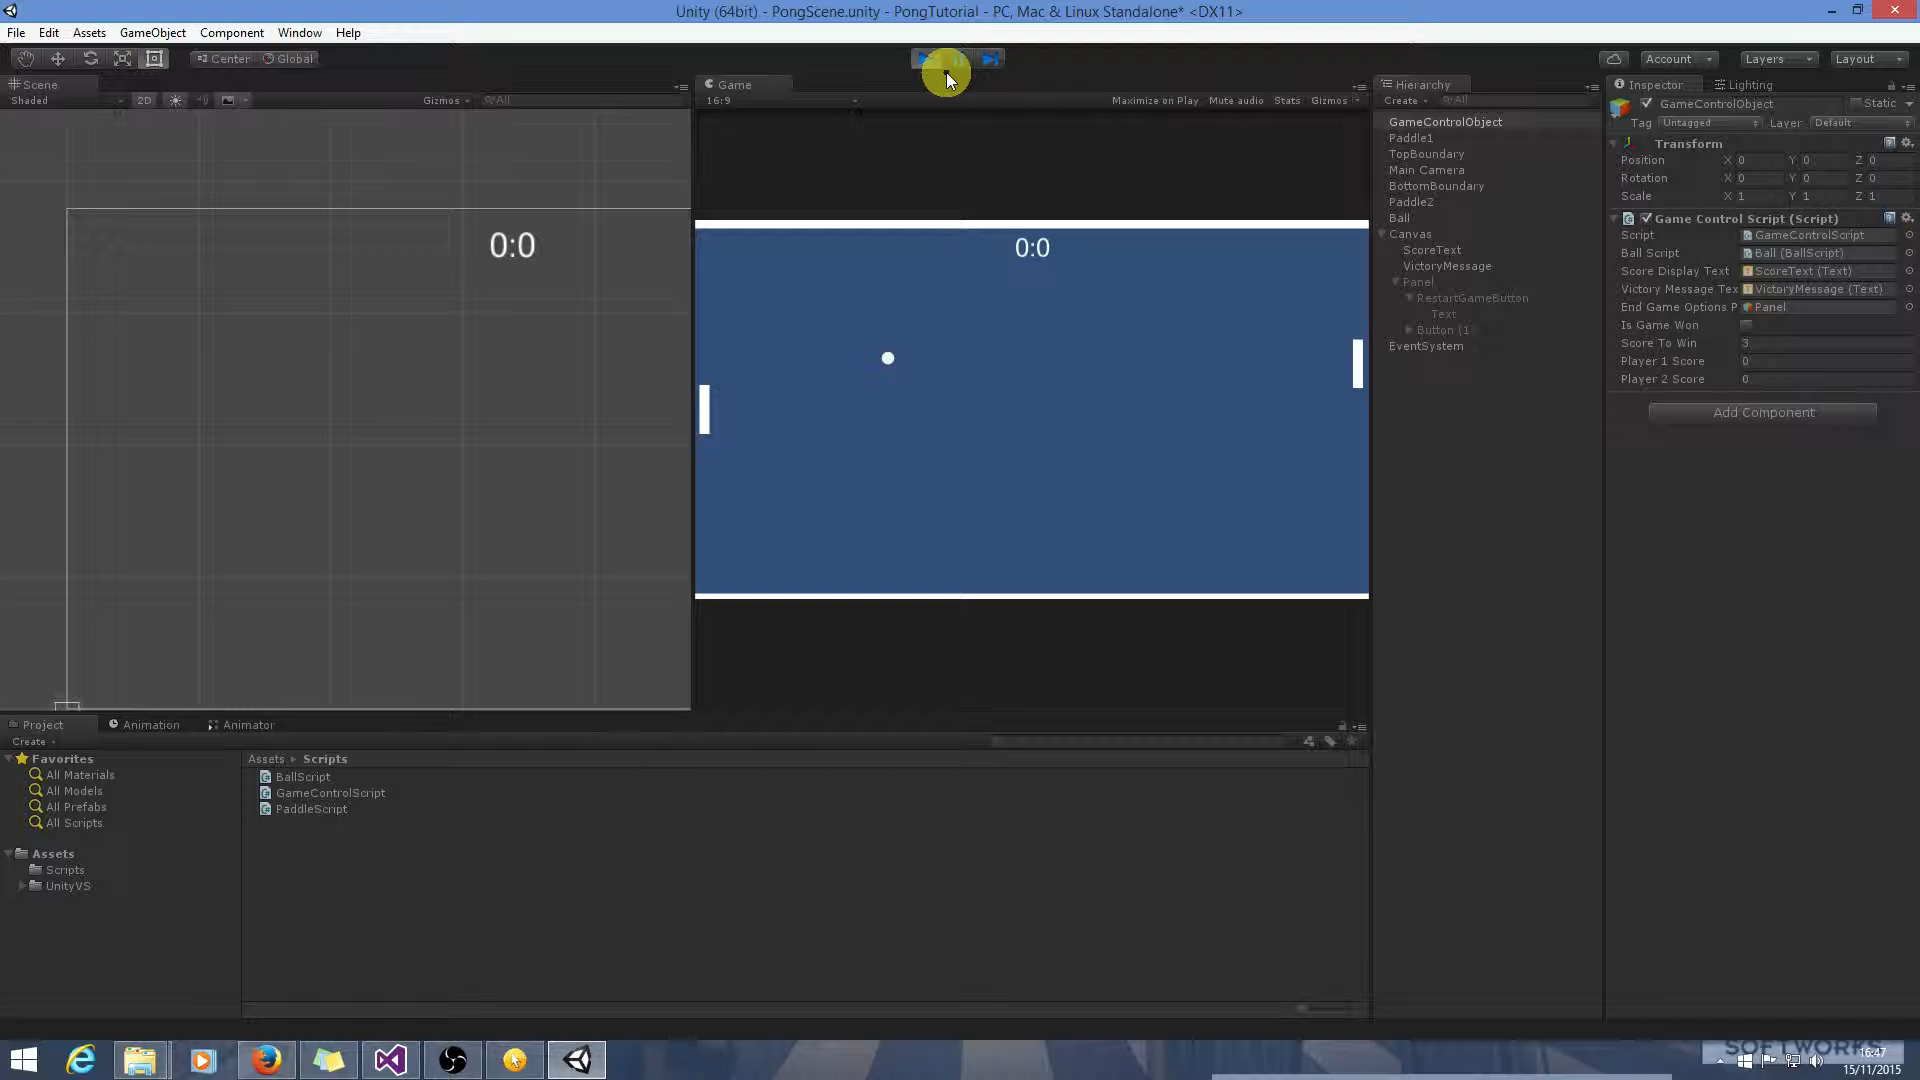 Unity (64bit) - PongScene.unity - PongTutorial - PC, Mac & Linux Standalone* <DX11>
File Edit Assets GameObject Component Window Help
Center Global
Account Layers Layout
Scene
Shaded 2D Gizmos All
0:0
Game
16:9 Maximize on Play Mute audio Stats Gizmos
0:0
Hierarchy
Create All
GameControlObject
Paddle1
TopBoundary
Main Camera
BottomBoundary
Paddle2
Ball
Canvas
ScoreText
VictoryMessage
Panel
RestartGameButton
Text
Button (1
EventSystem
Inspector Lighting
GameControlObject Static
Tag Untagged Layer Default
Transform
Position X 0 Y 0 Z 0
Rotation X 0 Y 0 Z 0
Scale X 1 Y 1 Z 1
Game Control Script (Script)
Script GameControlScript
Ball Script Ball (BallScript)
Score Display Text ScoreText (Text)
Victory Message Tex VictoryMessage (Text)
End Game Options P Panel
Is Game Won
Score To Win 3
Player 1 Score 0
Player 2 Score 0
Add Component
Project Animation Animator
Create
Favorites
All Materials
All Models
All Prefabs
All Scripts
Assets
Scripts
UnityVS
Assets Scripts
BallScript
GameControlScript
PaddleScript
SOFTWORKS
16:47
15/11/2015